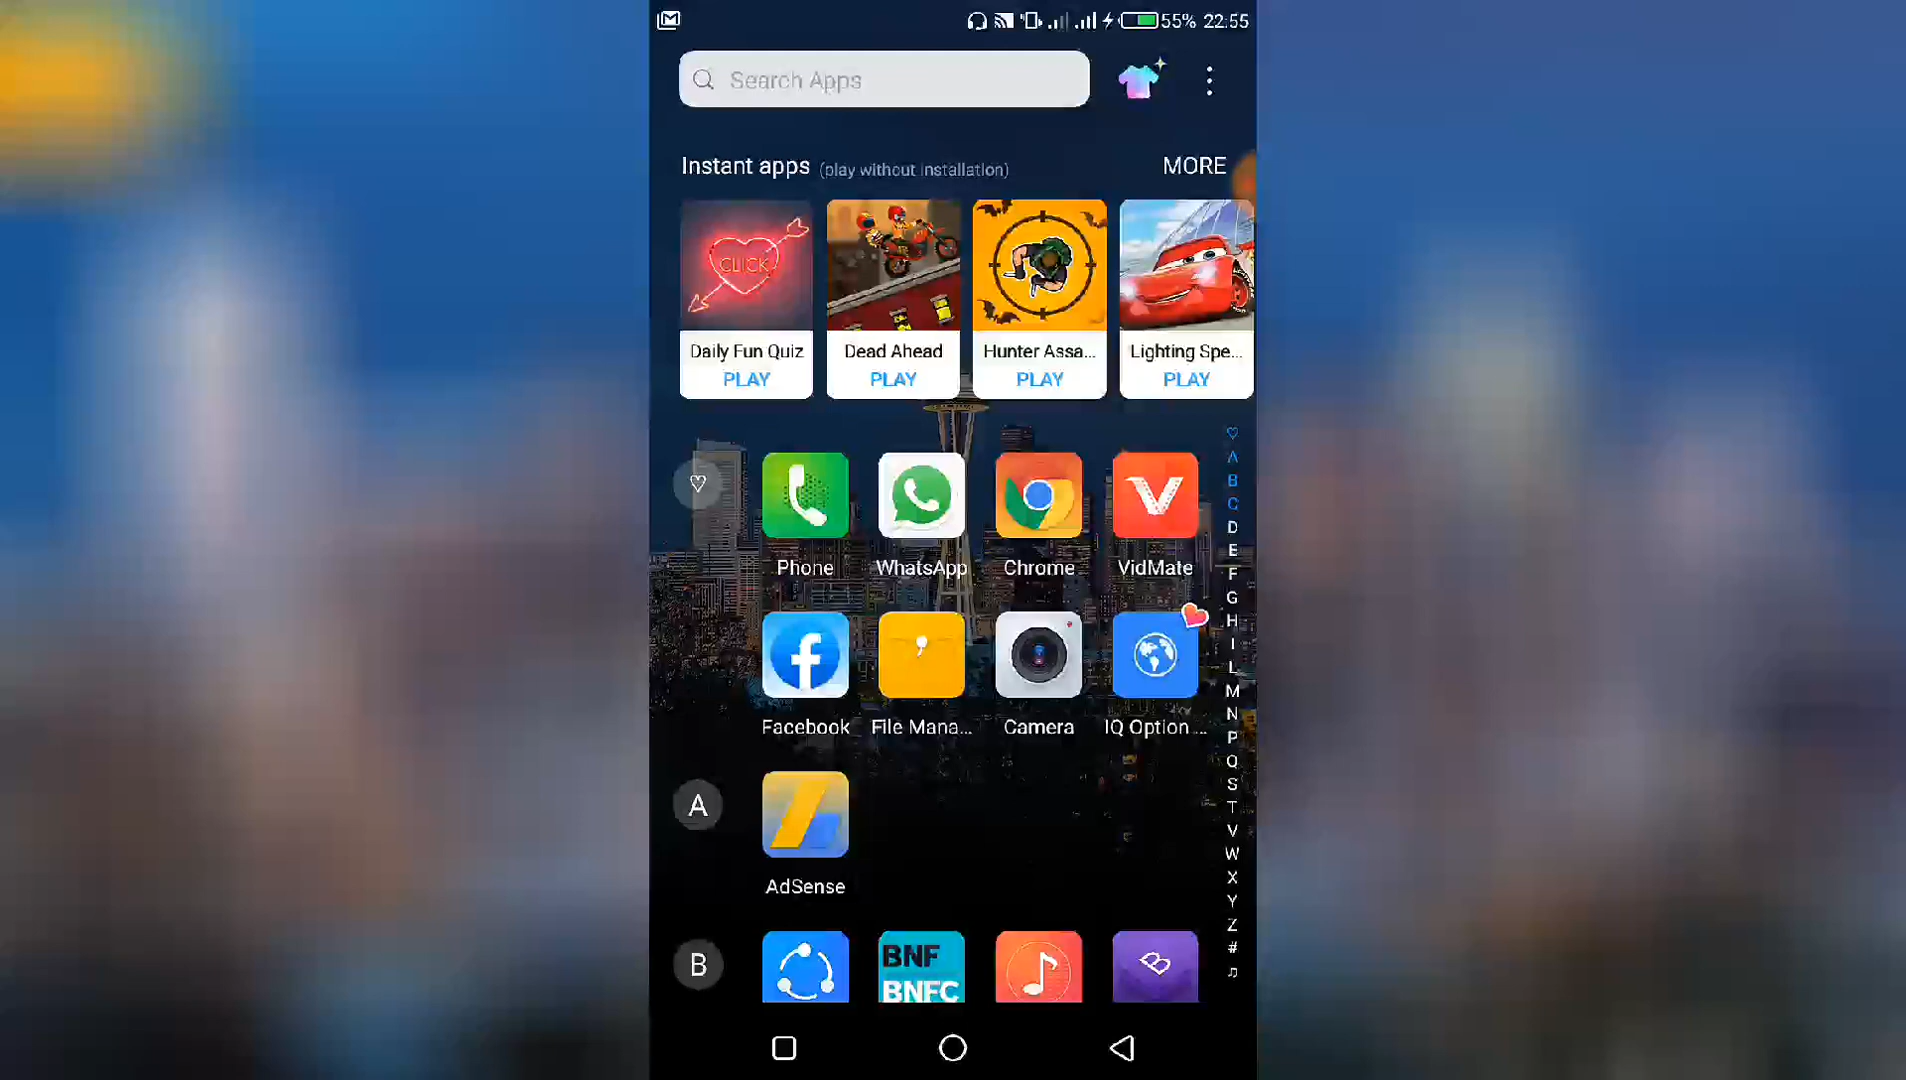 55% 22:55
Search Apps
Instant apps (play without installation) MORE
CLICK
Daily Fun Quiz Dead Ahead Hunter Assa... Lighting Spe...
PLAY PLAY PLAY PLAY
Phone WhatsApp Chrome VidMate
Facebook File Mana... Camera IQ Option ...
A
AdSense
B
BNF
BNFC
A
B
C
D
E
F
G
H
I
L
M
N
P
Q
S
T
V
W
X
Y
Z
#